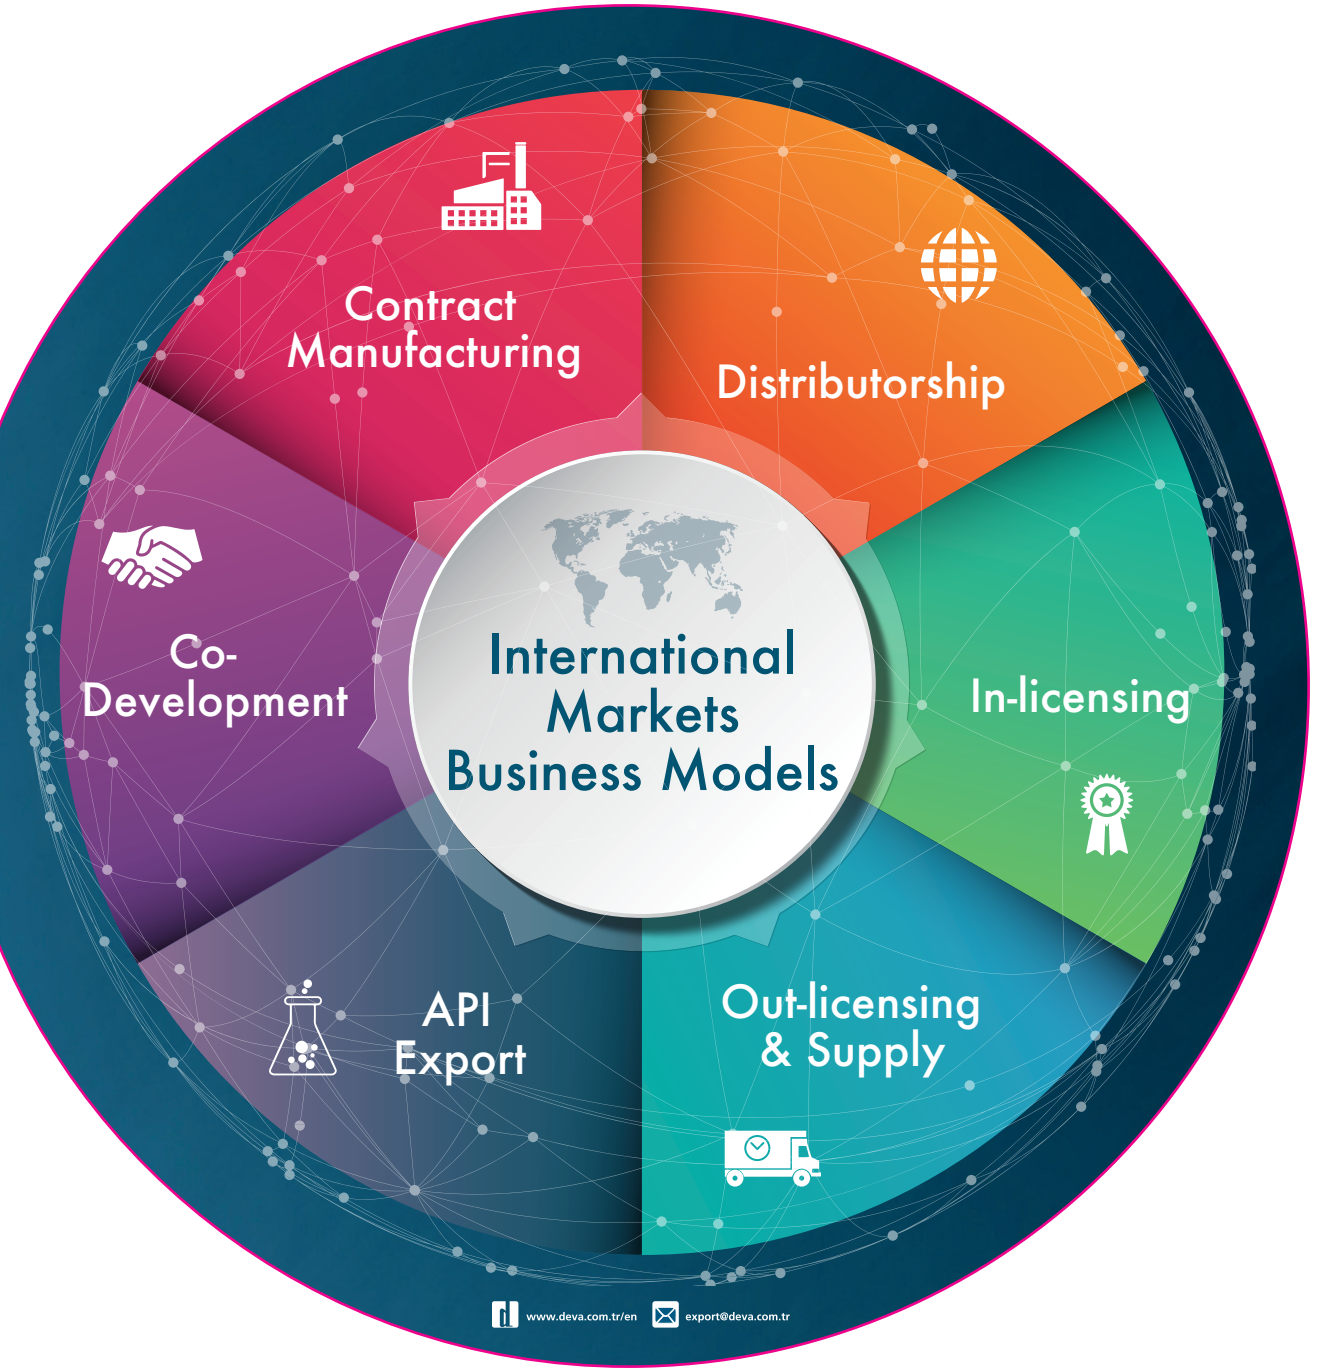 Contract
Manufacturing
Distributorship
Co-
Development
International
Markets
Business Models
In-licensing
API
Export
Out-licensing
& Supply
www.deva.com.tr/en
export@deva.com.tr